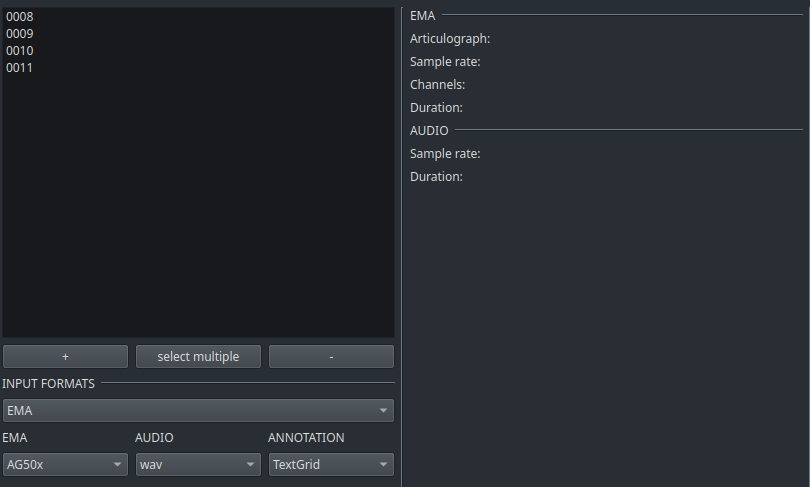 0008
0009
0010
0011
+ select multiple -
INPUT FORMATS
EMA
EMA AUDIO ANNOTATION
AG50x wav TextGrid
EMA
Articulograph:
Sample rate:
Channels:
Duration:
AUDIO
Sample rate:
Duration: